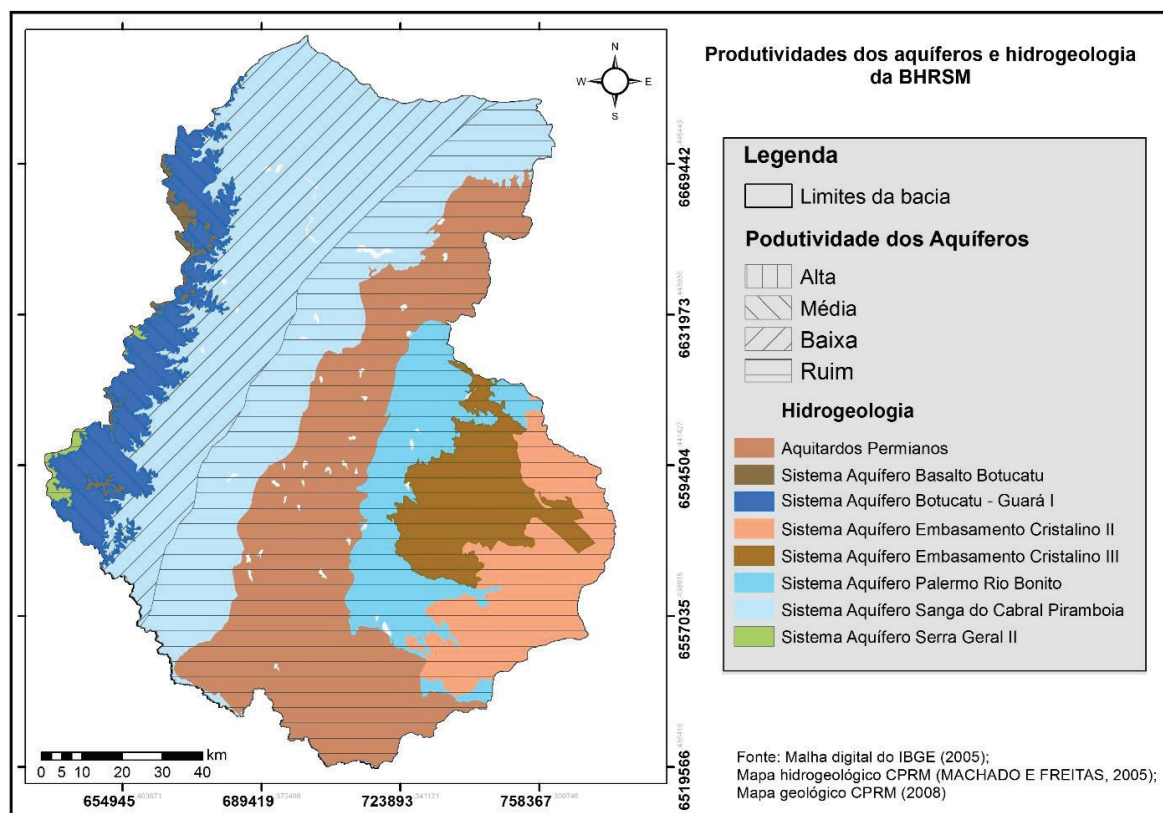 Produtividades dos aquíferos e hidrogeologia
da BHRSM
N
W
E
S
Legenda
Limites da bacia
Podutividade dos Aquíferos
Alta
Média
Baixa
Ruim
Hidrogeologia
Aquitardos Permianos
Sistema Aquífero Basalto Botucatu
Sistema Aquífero Botucatu - Guará I
Sistema Aquífero Embasamento Cristalino II
Sistema Aquífero Embasamento Cristalino III
Sistema Aquífero Palermo Rio Bonito
Sistema Aquífero Sanga do Cabral Piramboia
Sistema Aquífero Serra Geral II
6669442
6631973
6594504
6557035
6519566
km
0 5 10 20 30 40
654945
689419
723893
758367
Fonte: Malha digital do IBGE (2005);
Mapa hidrogeológico CPRM (MACHADO E FREITAS, 2005);
Mapa geológico CPRM (2008)